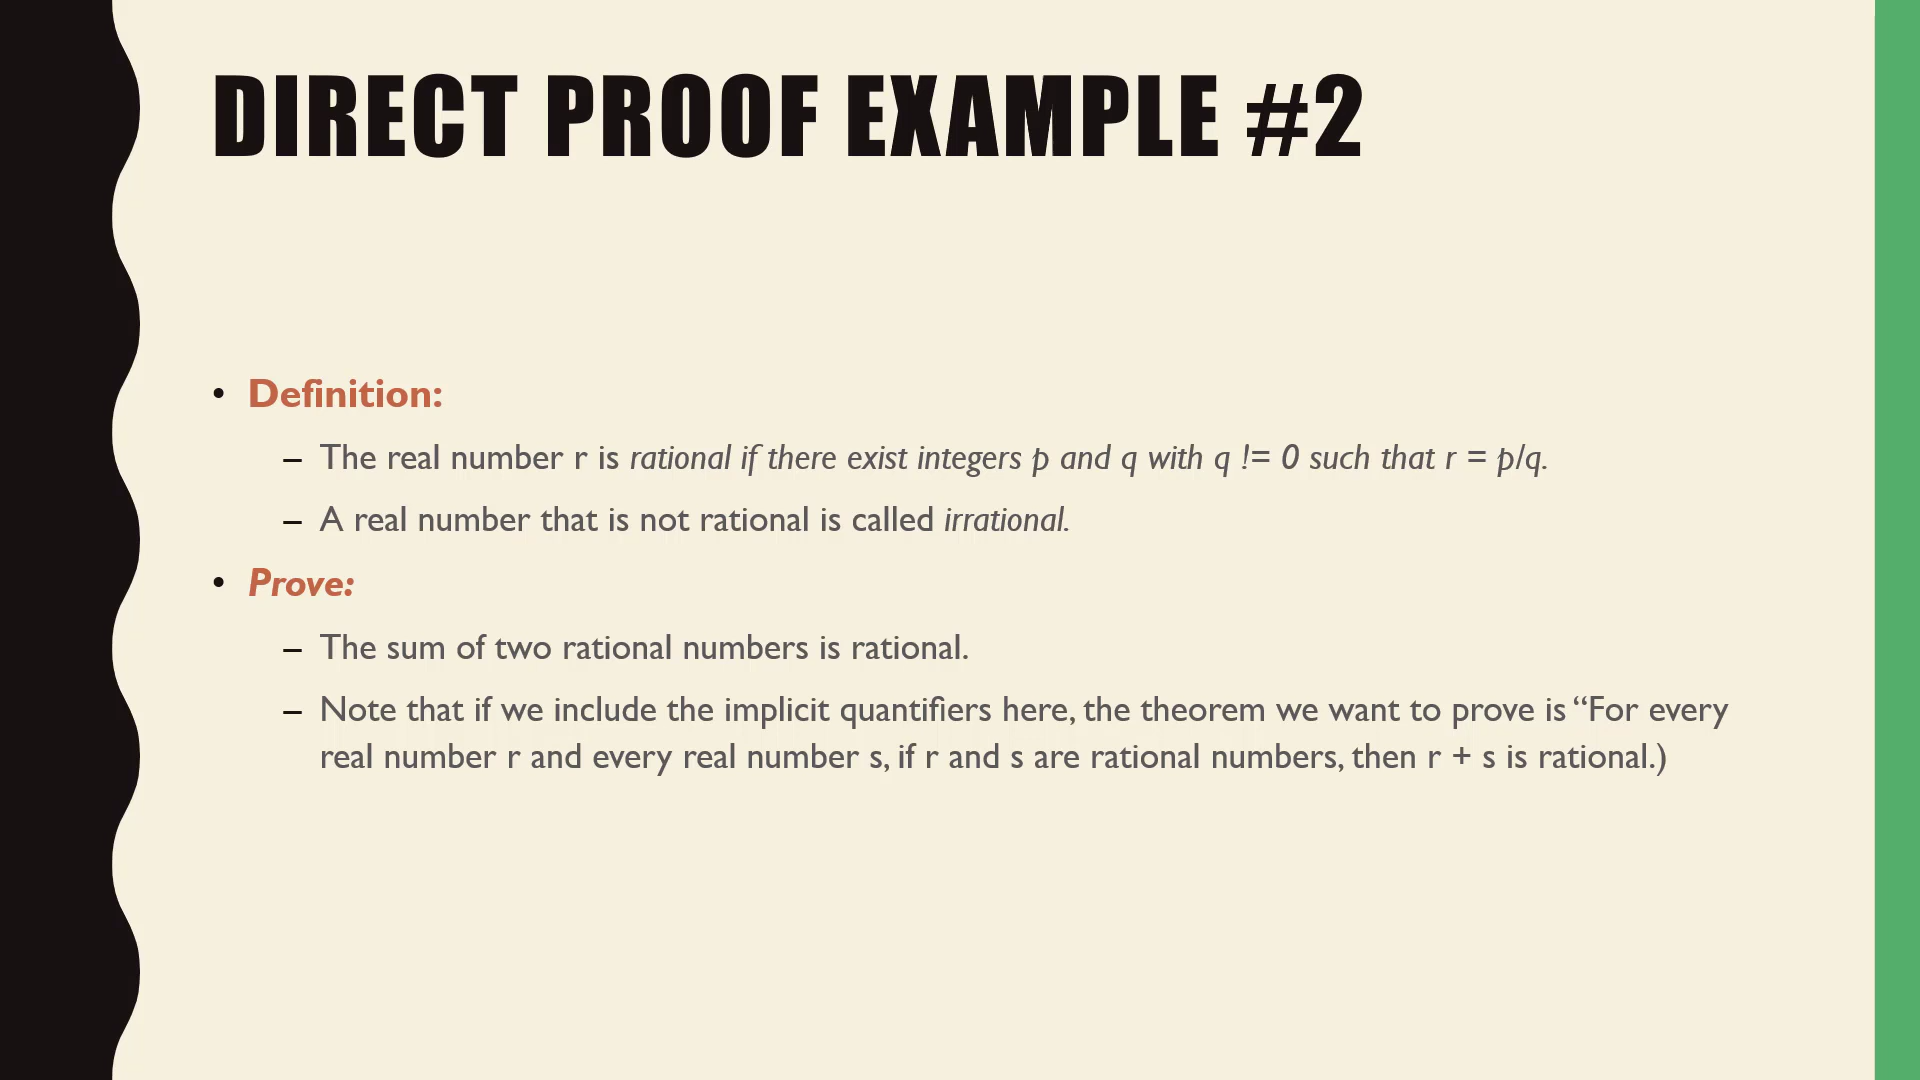 DIRECT PROOF EXAMPLE #2
• Definition:
– The real number r is rational if there exist integers p and q with q != 0 such that r = p/q.
– A real number that is not rational is called irrational.
• Prove:
– The sum of two rational numbers is rational.
– Note that if we include the implicit quantifiers here, the theorem we want to prove is “For every
real number r and every real number s, if r and s are rational numbers, then r + s is rational.)